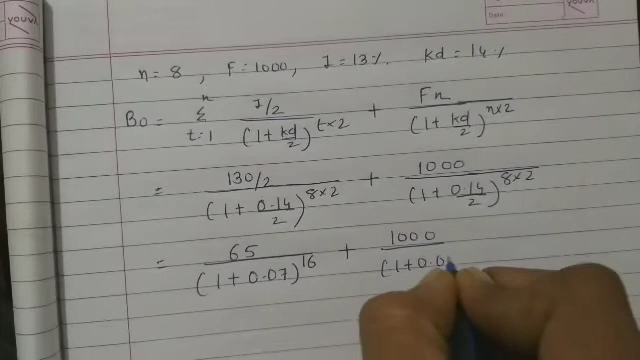 YOUVA
Date:
n = 8 , F = 1000 , I = 13 % , kd = 14 %
B0 = n Σ t=1 I/2 / (1 + kd/2)^t×2 + Fn / (1 + kd/2)^n×2
= 130/2 / (1 + 0.14/2)^8×2 + 1000 / (1 + 0.14/2)^8×2
= 65 / (1 + 0.07)^16 + 1000 / (1+0.0